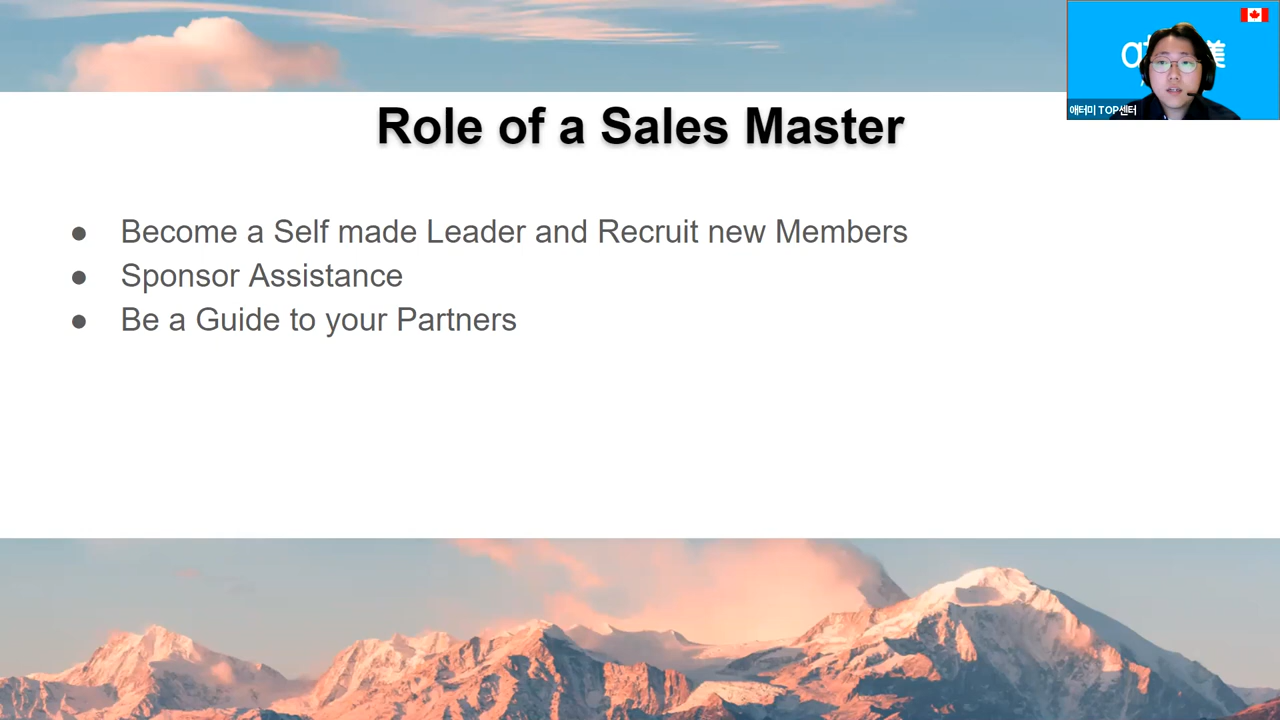 Role of a Sales Master
● Become a Self made Leader and Recruit new Members
● Sponsor Assistance
● Be a Guide to your Partners
美
애터미 TOP센터